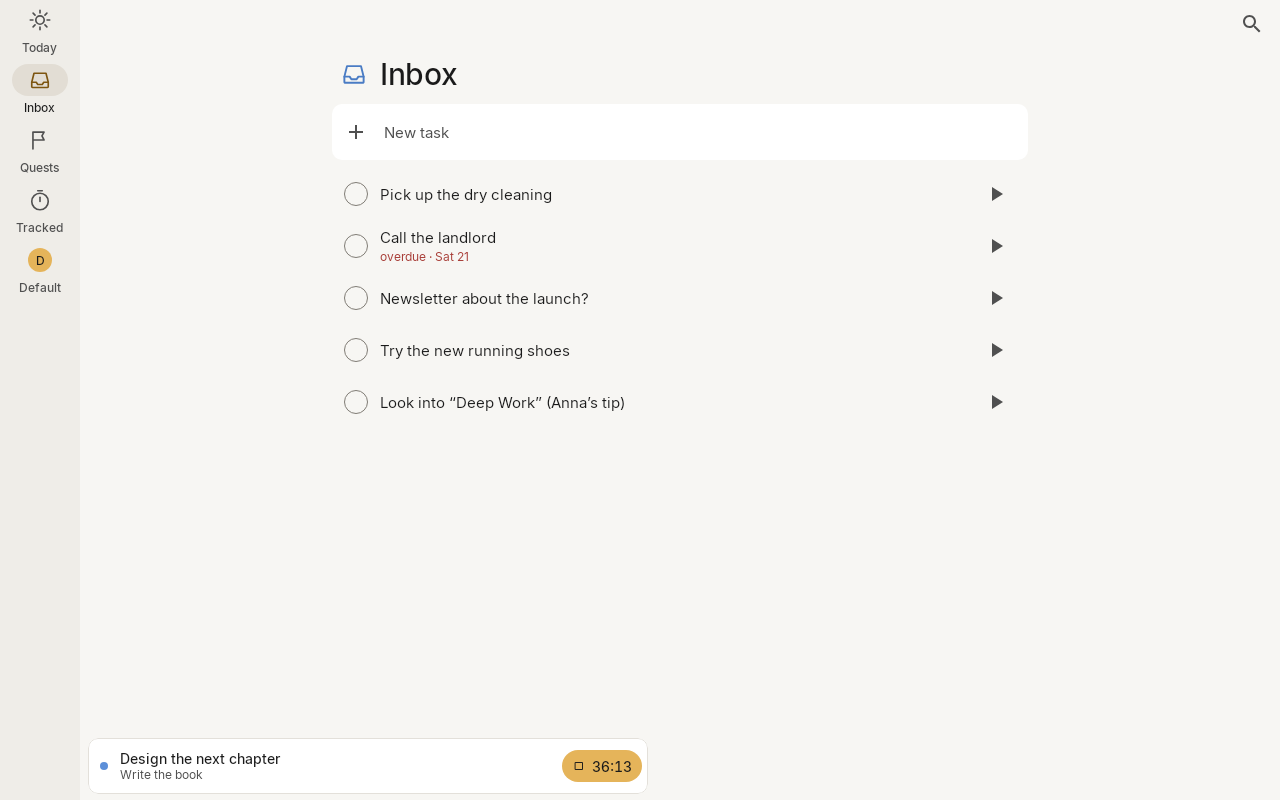 Today
Inbox
Quests
Tracked
D
Default
Inbox
New task
Pick up the dry cleaning
Call the landlord
overdue · Sat 21
Newsletter about the launch?
Try the new running shoes
Look into “Deep Work” (Anna’s tip)
Design the next chapter
Write the book
36:13